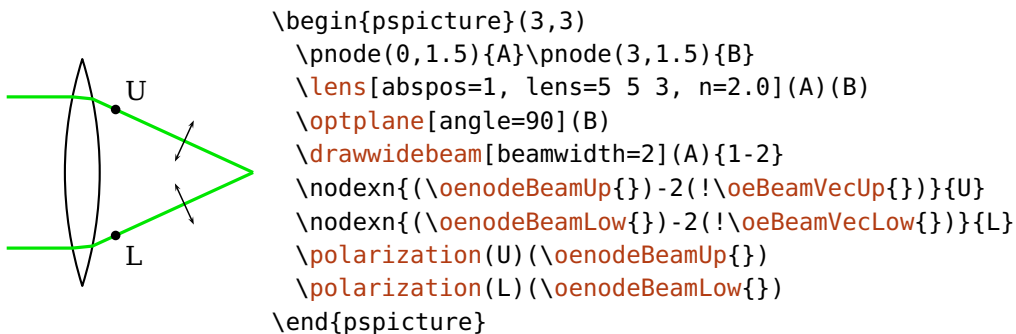 U
L
\begin{pspicture}(3,3)
  \pnode(0,1.5){A}\pnode(3,1.5){B}
  \lens[abspos=1, lens=5 5 3, n=2.0](A)(B)
  \optplane[angle=90](B)
  \drawwidebeam[beamwidth=2](A){1-2}
  \nodexn{(\oenodeBeamUp{})-2(!\oeBeamVecUp{})}{U}
  \nodexn{(\oenodeBeamLow{})-2(!\oeBeamVecLow{})}{L}
  \polarization(U)(\oenodeBeamUp{})
  \polarization(L)(\oenodeBeamLow{})
\end{pspicture}